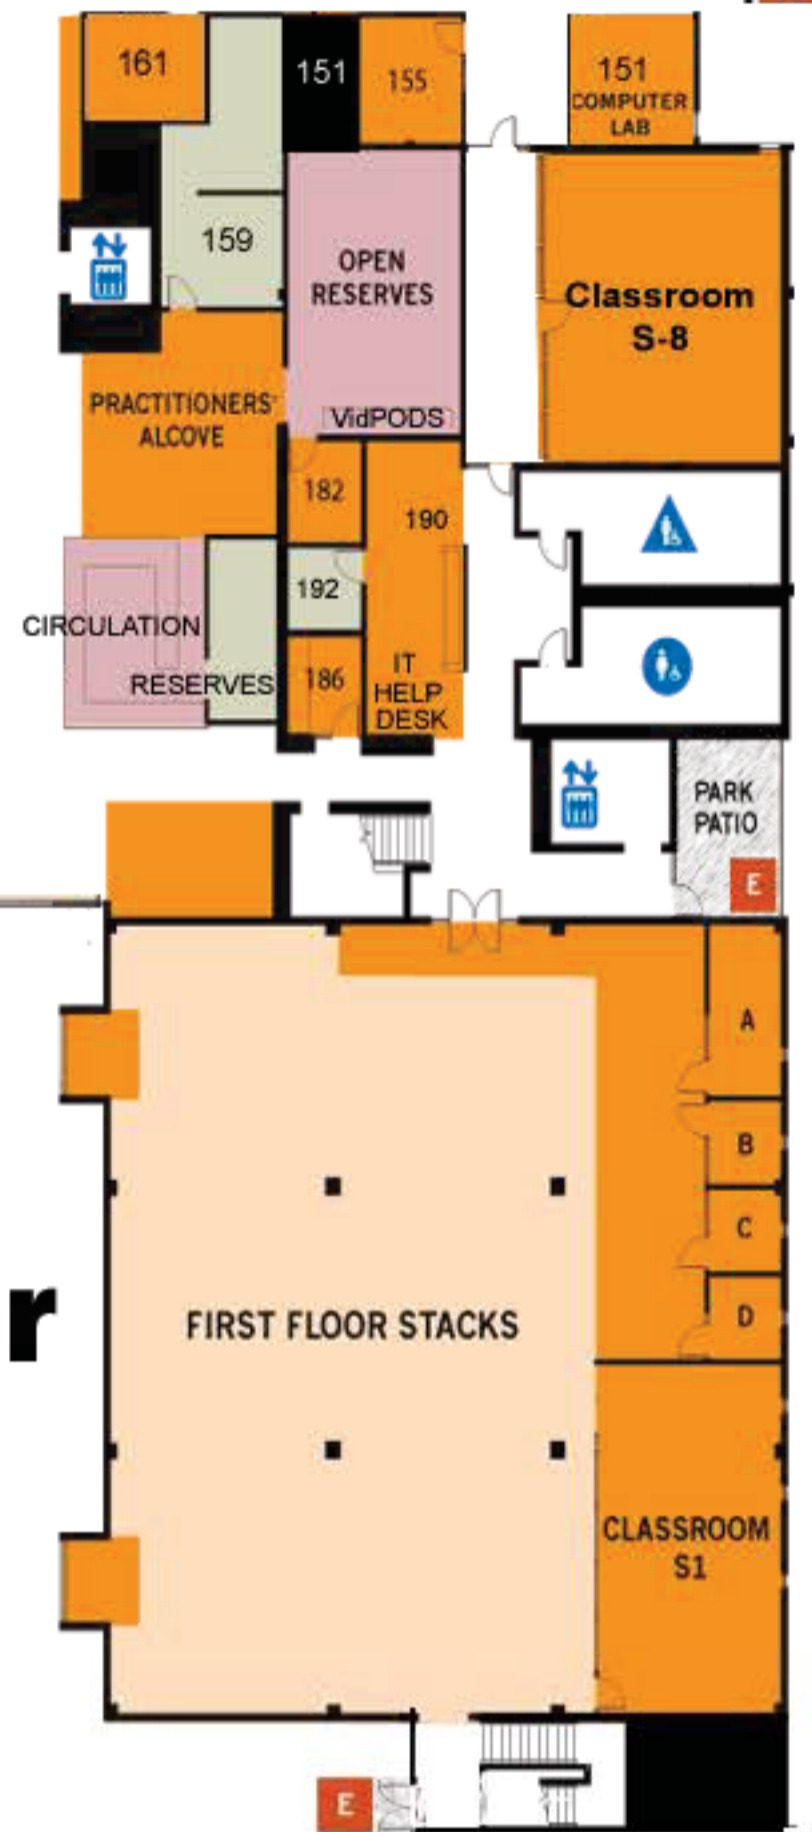 161
151
155
151
COMPUTER
LAB
159
OPEN
RESERVES
Classroom
S-8
PRACTITIONERS'
ALCOVE
VidPODS
182
190
192
CIRCULATION
RESERVES
186
IT
HELP
DESK
PARK
PATIO
E
A
B
C
D
r
FIRST FLOOR STACKS
CLASSROOM
S1
E